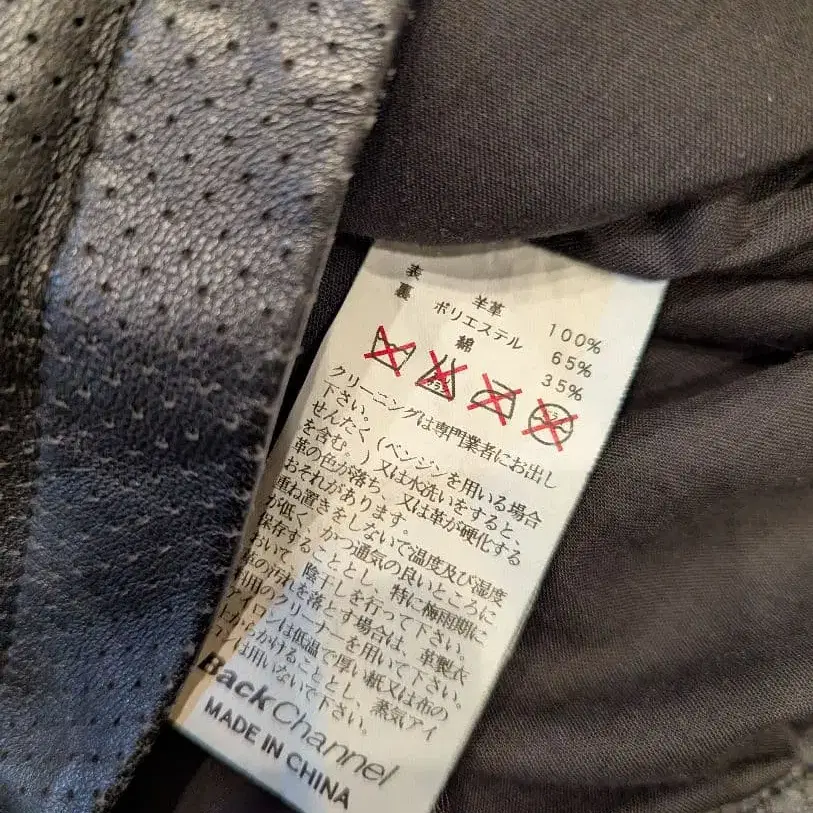 表 羊革 100%
裏 ポリエステル 65%
綿 35%
エンソ
サラシ
ドライ
クリーニングは専門業者にお出し
下さい。
せんたく(ベンジンを用いる場合
を含む。)又は水洗いをすると、
革の色が落ち、又は革が硬化する
おそれがあります。
重ね置きをしないで温度及び湿度
が低く、かつ通気の良いところに
保存することとし、特に梅雨期に
おいて、陰干しを行って下さい。
革の汚れを落とす場合は、革製衣
料用のクリーナーを用いて下さい。
アイロンは低温で厚い紙又は布の
上からかけることとし、蒸気アイ
ロンは用いないで下さい。
BackChannel
MADE IN CHINA